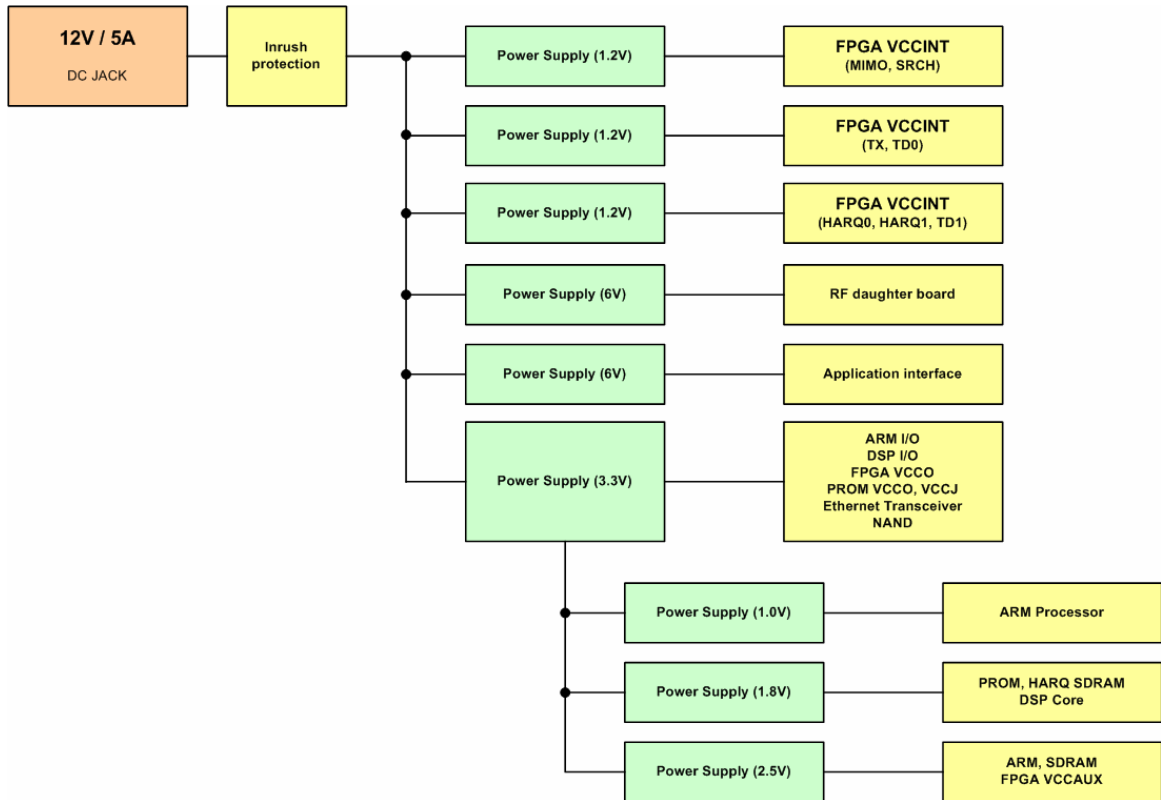 12V / 5A
DC JACK
Inrush
protection
Power Supply (1.2V)
FPGA VCCINT
(MIMO, SRCH)
Power Supply (1.2V)
FPGA VCCINT
(TX, TD0)
Power Supply (1.2V)
FPGA VCCINT
(HARQ0, HARQ1, TD1)
Power Supply (6V)
RF daughter board
Power Supply (6V)
Application interface
Power Supply (3.3V)
ARM I/O
DSP I/O
FPGA VCCO
PROM VCCO, VCCJ
Ethernet Transceiver
NAND
Power Supply (1.0V)
ARM Processor
Power Supply (1.8V)
PROM, HARQ SDRAM
DSP Core
Power Supply (2.5V)
ARM, SDRAM
FPGA VCCAUX